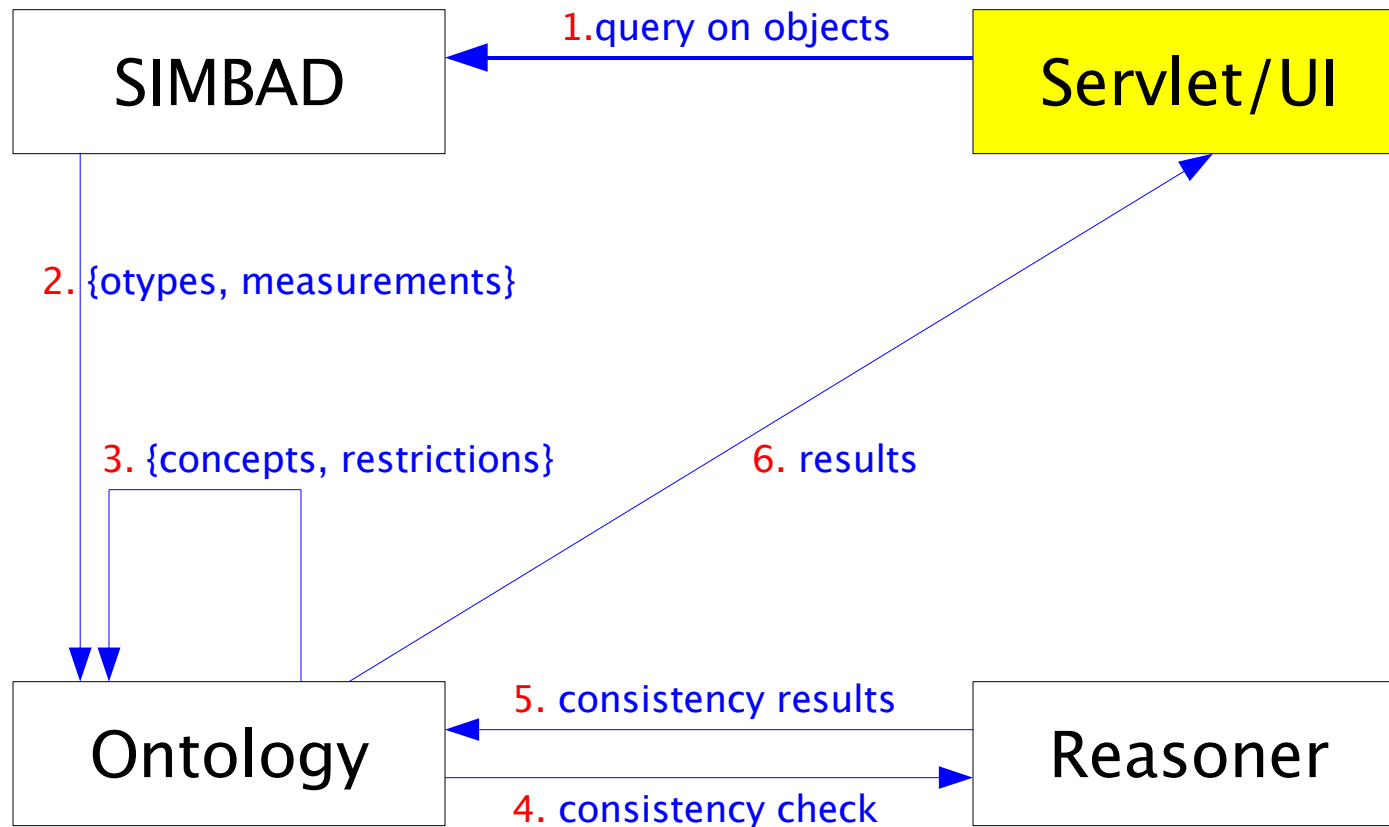 1.query on objects
SIMBAD
Servlet/UI
2. {otypes, measurements}
3. {concepts, restrictions}
6. results
5. consistency results
Ontology
Reasoner
4. consistency check